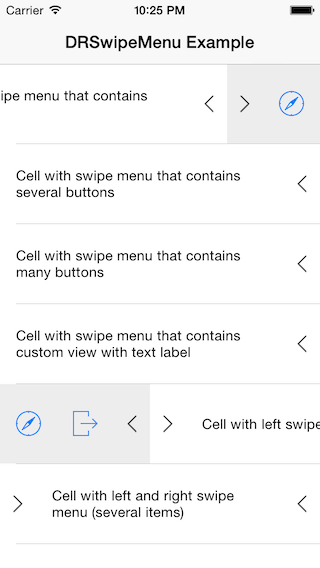 Carrier 10:25 PM
DRSwipeMenu Example
ipe menu that contains
Cell with swipe menu that contains
several buttons
Cell with swipe menu that contains
many buttons
Cell with swipe menu that contains
custom view with text label
Cell with left swipe
Cell with left and right swipe
menu (several items)